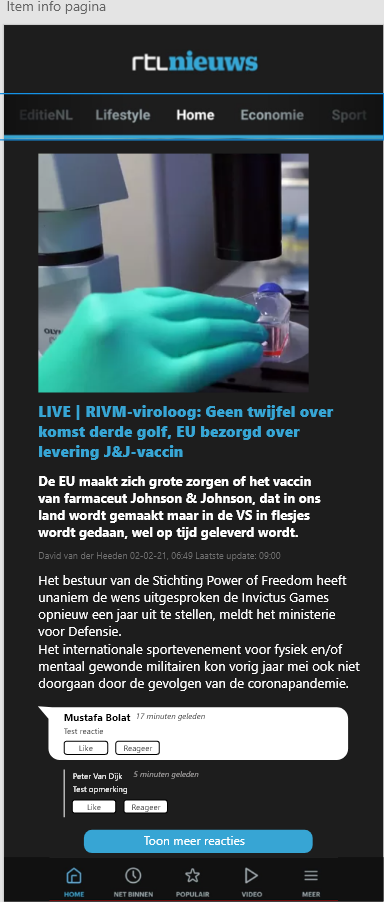 Item info pagina
rtlnieuws
EditieNL Lifestyle Home Economie Sport
LIVE | RIVM-viroloog: Geen twijfel over
komst derde golf, EU bezorgd over
levering J&J-vaccin
De EU maakt zich grote zorgen of het vaccin
van farmaceut Johnson & Johnson, dat in ons
land wordt gemaakt maar in de VS in flesjes
wordt gedaan, wel op tijd geleverd wordt.
David van der Heeden 02-02-21, 06:49 Laatste update: 09:00
Het bestuur van de Stichting Power of Freedom heeft
unaniem de wens uitgesproken de Invictus Games
opnieuw een jaar uit te stellen, meldt het ministerie
voor Defensie.
Het internationale sportevenement voor fysiek en/of
mentaal gewonde militairen kon vorig jaar mei ook niet
doorgaan door de gevolgen van de coronapandemie.
Mustafa Bolat 17 minuten geleden
Test reactie
Like Reageer
Peter Van Dijk 5 minuten geleden
Test opmerking
Like Reageer
Toon meer reacties
HOME NET BINNEN POPULAIR VIDEO MEER